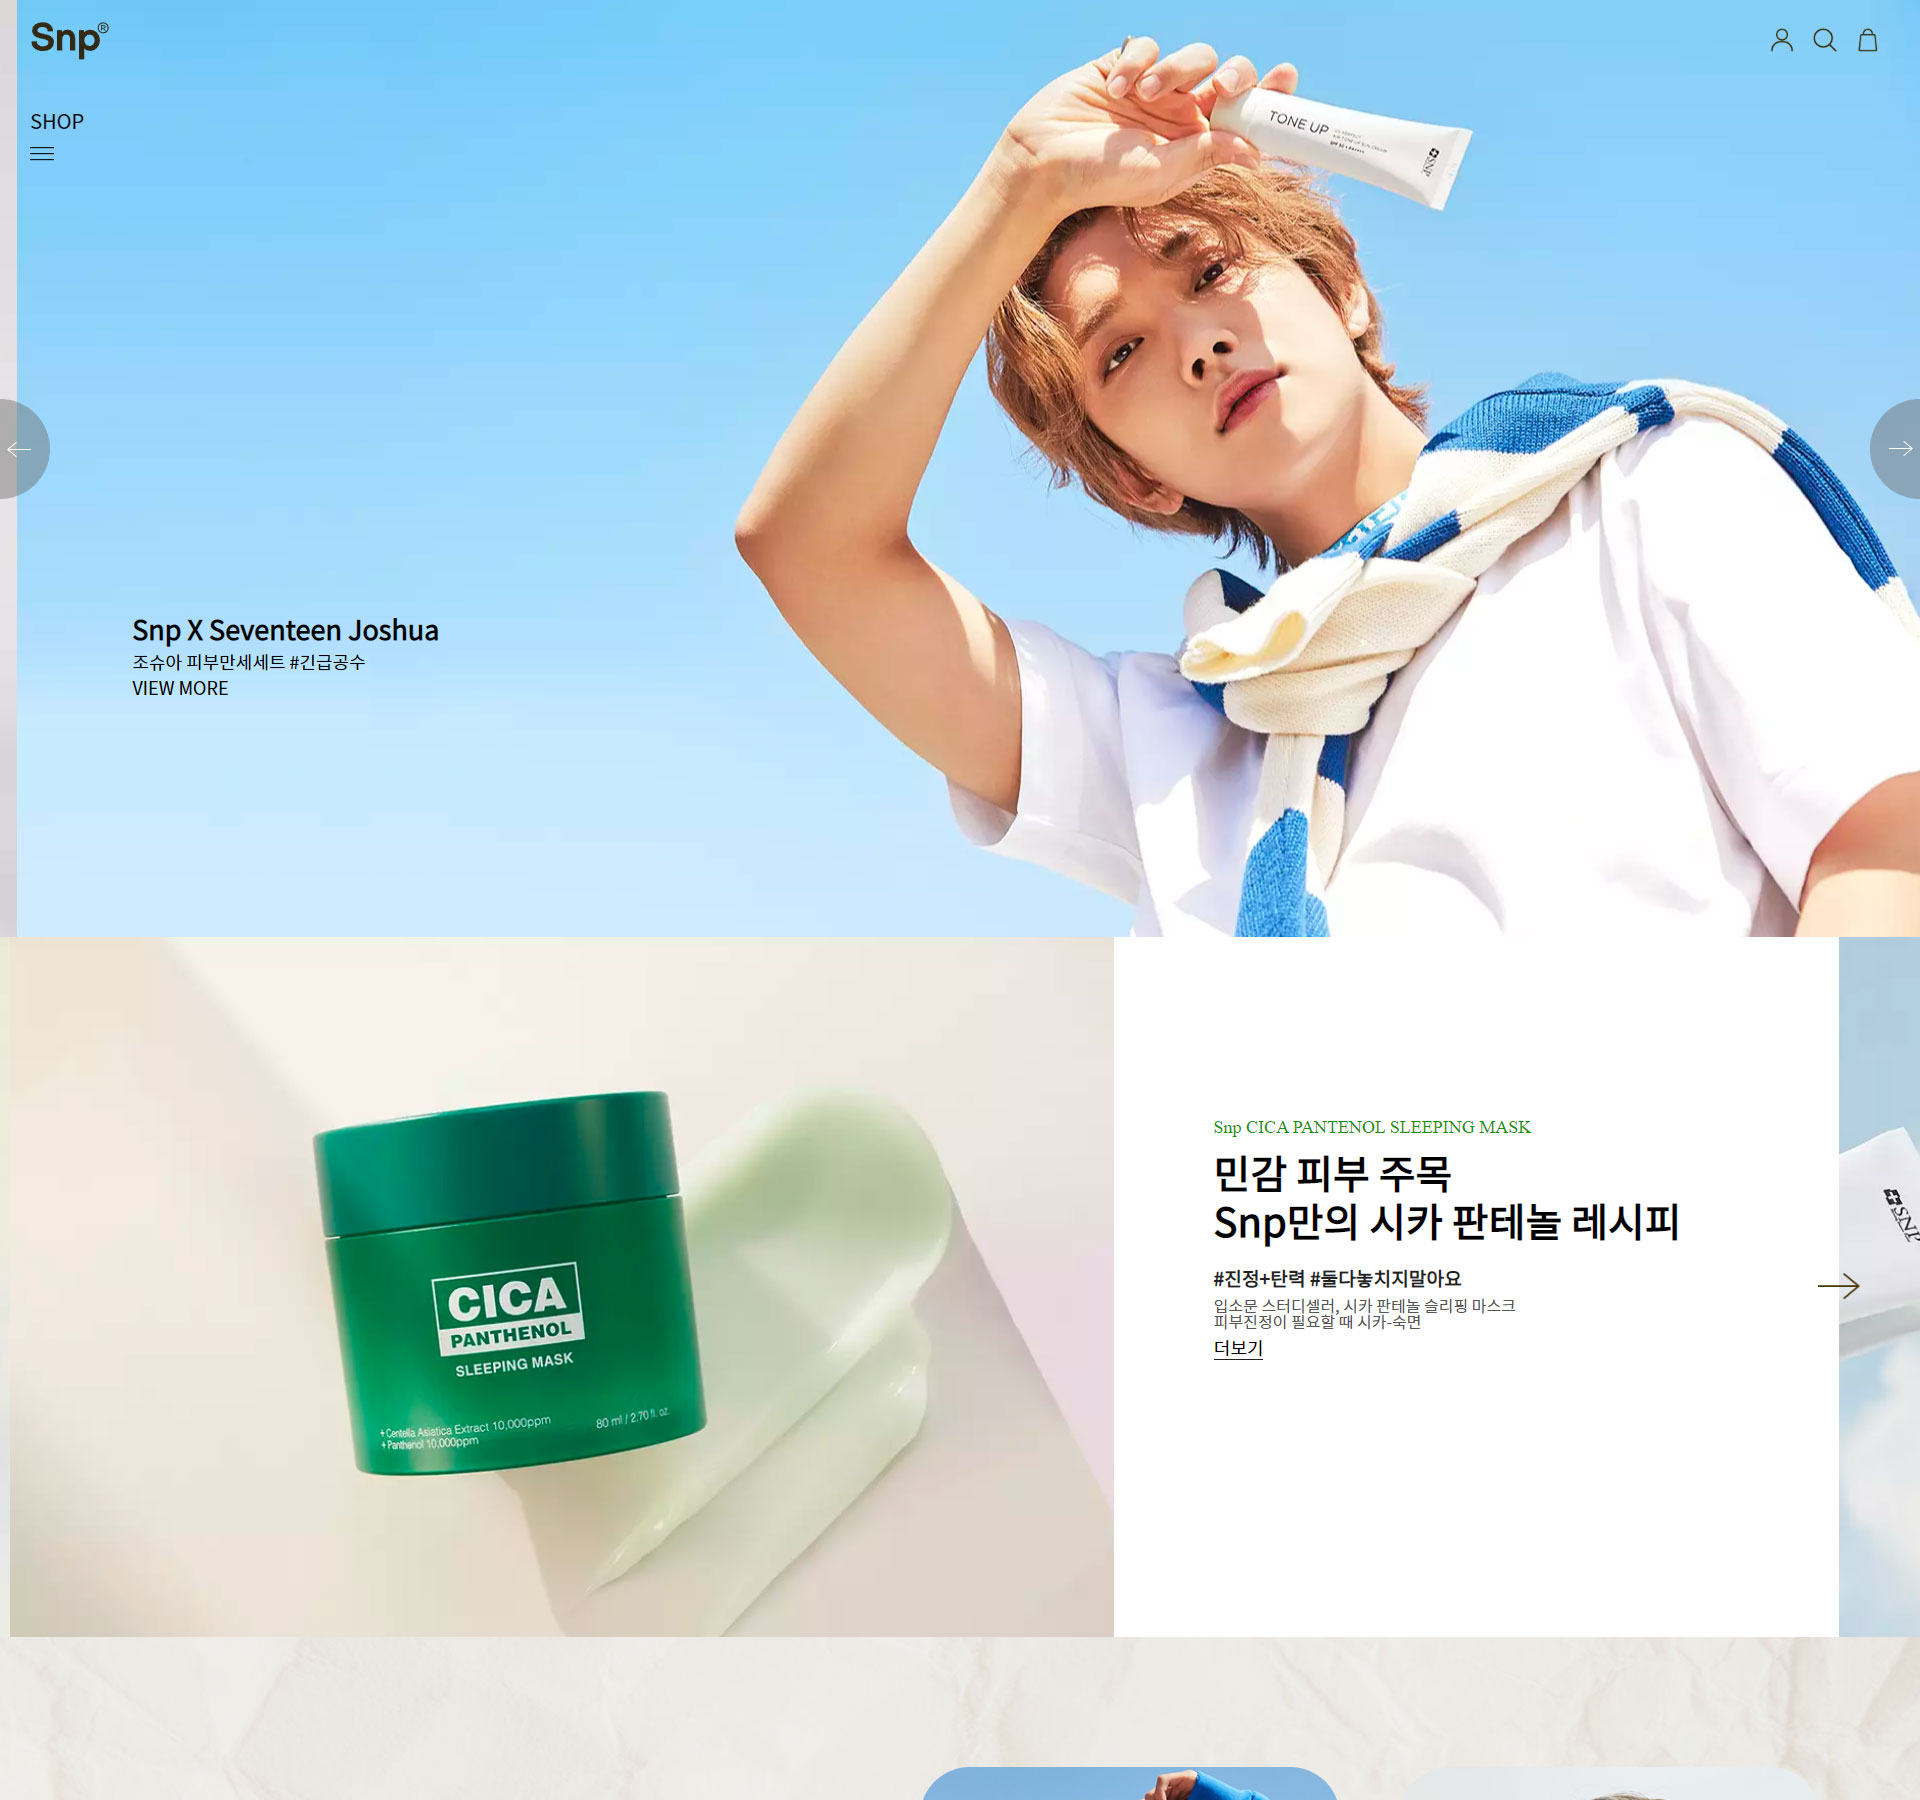 Snp®
SHOP
TONE UP
SNP
Snp X Seventeen Joshua
조슈아 피부만세세트 #긴급공수
VIEW MORE
CICA
PANTHENOL
SLEEPING MASK
+Centella Asiatica Extract 10,000ppm
+Panthenol 10,000ppm
80 ml / 2.70 fl. oz.
Snp CICA PANTENOL SLEEPING MASK
민감 피부 주목
Snp만의 시카 판테놀 레시피
#진정+탄력 #둘다놓치지말아요
입소문 스터디셀러, 시카 판테놀 슬리핑 마스크
피부진정이 필요할 때 시카-숙면
더보기
SNP